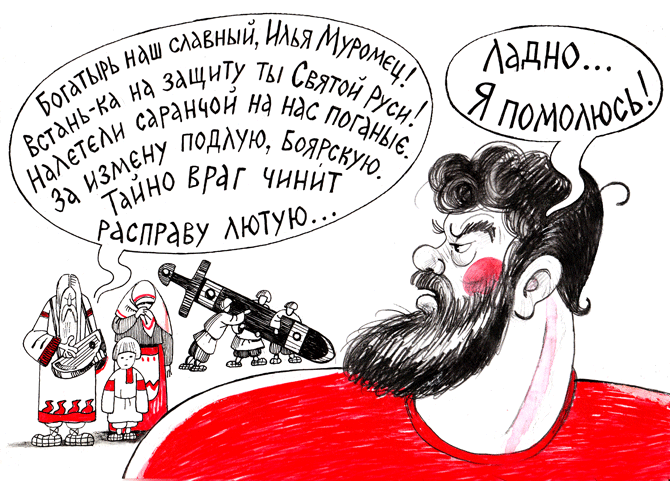 Богатырь наш славный, Илья Муромец!
Встань-ка на защиту ты Святой Руси!
Налетели саранчой на нас поганые.
За измену подлую, Боярскую.
Тайно враг чинит
расправу лютую...
Ладно...
Я помолюсь!